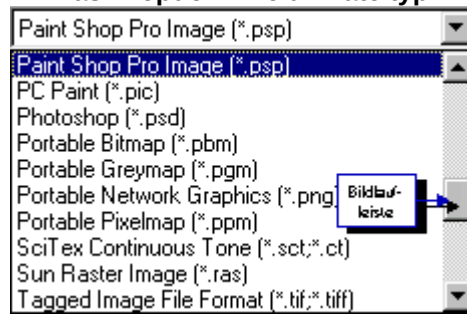 Paint Shop Pro Image (*.psp)
Paint Shop Pro Image (*.psp)
PC Paint (*.pic)
Photoshop (*.psd)
Portable Bitmap (*.pbm)
Portable Greymap (*.pgm)
Portable Network Graphics (*.png)
Bildlauf-
leiste
Portable Pixelmap (*.ppm)
SciTex Continuous Tone (*.sct;*.ct)
Sun Raster Image (*.ras)
Tagged Image File Format (*.tif;*.tiff)